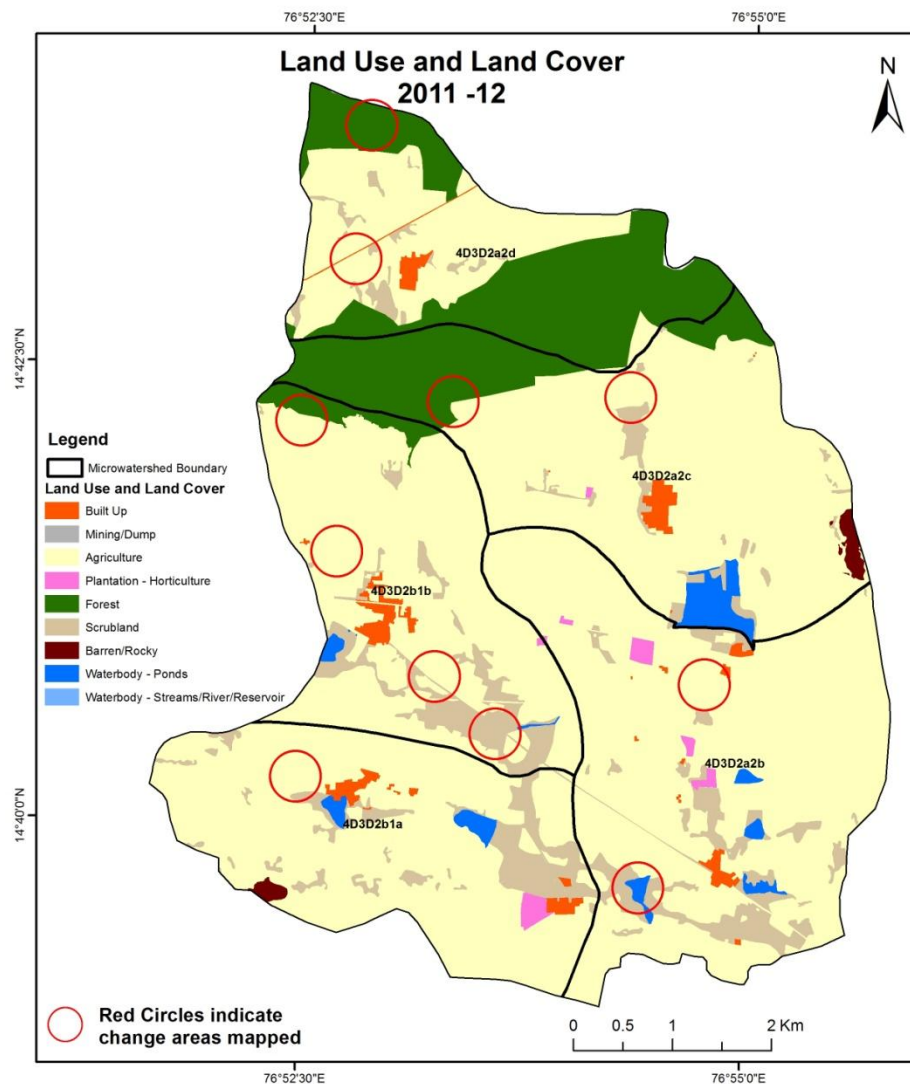 76°52'30"E
76°55'0"E
Land Use and Land Cover
2011 -12
N
4D3D2a2d
14°42'30"N
Legend
Microwatershed Boundary
Land Use and Land Cover
Built Up
Mining/Dump
Agriculture
Plantation - Horticulture
Forest
Scrubland
Barren/Rocky
Waterbody - Ponds
Waterbody - Streams/River/Reservoir
4D3D2a2c
4D3D2b1b
4D3D2a2b
14°40'0"N
4D3D2b1a
Red Circles indicate
change areas mapped
0 0.5 1 2 Km
76°52'30"E
76°55'0"E